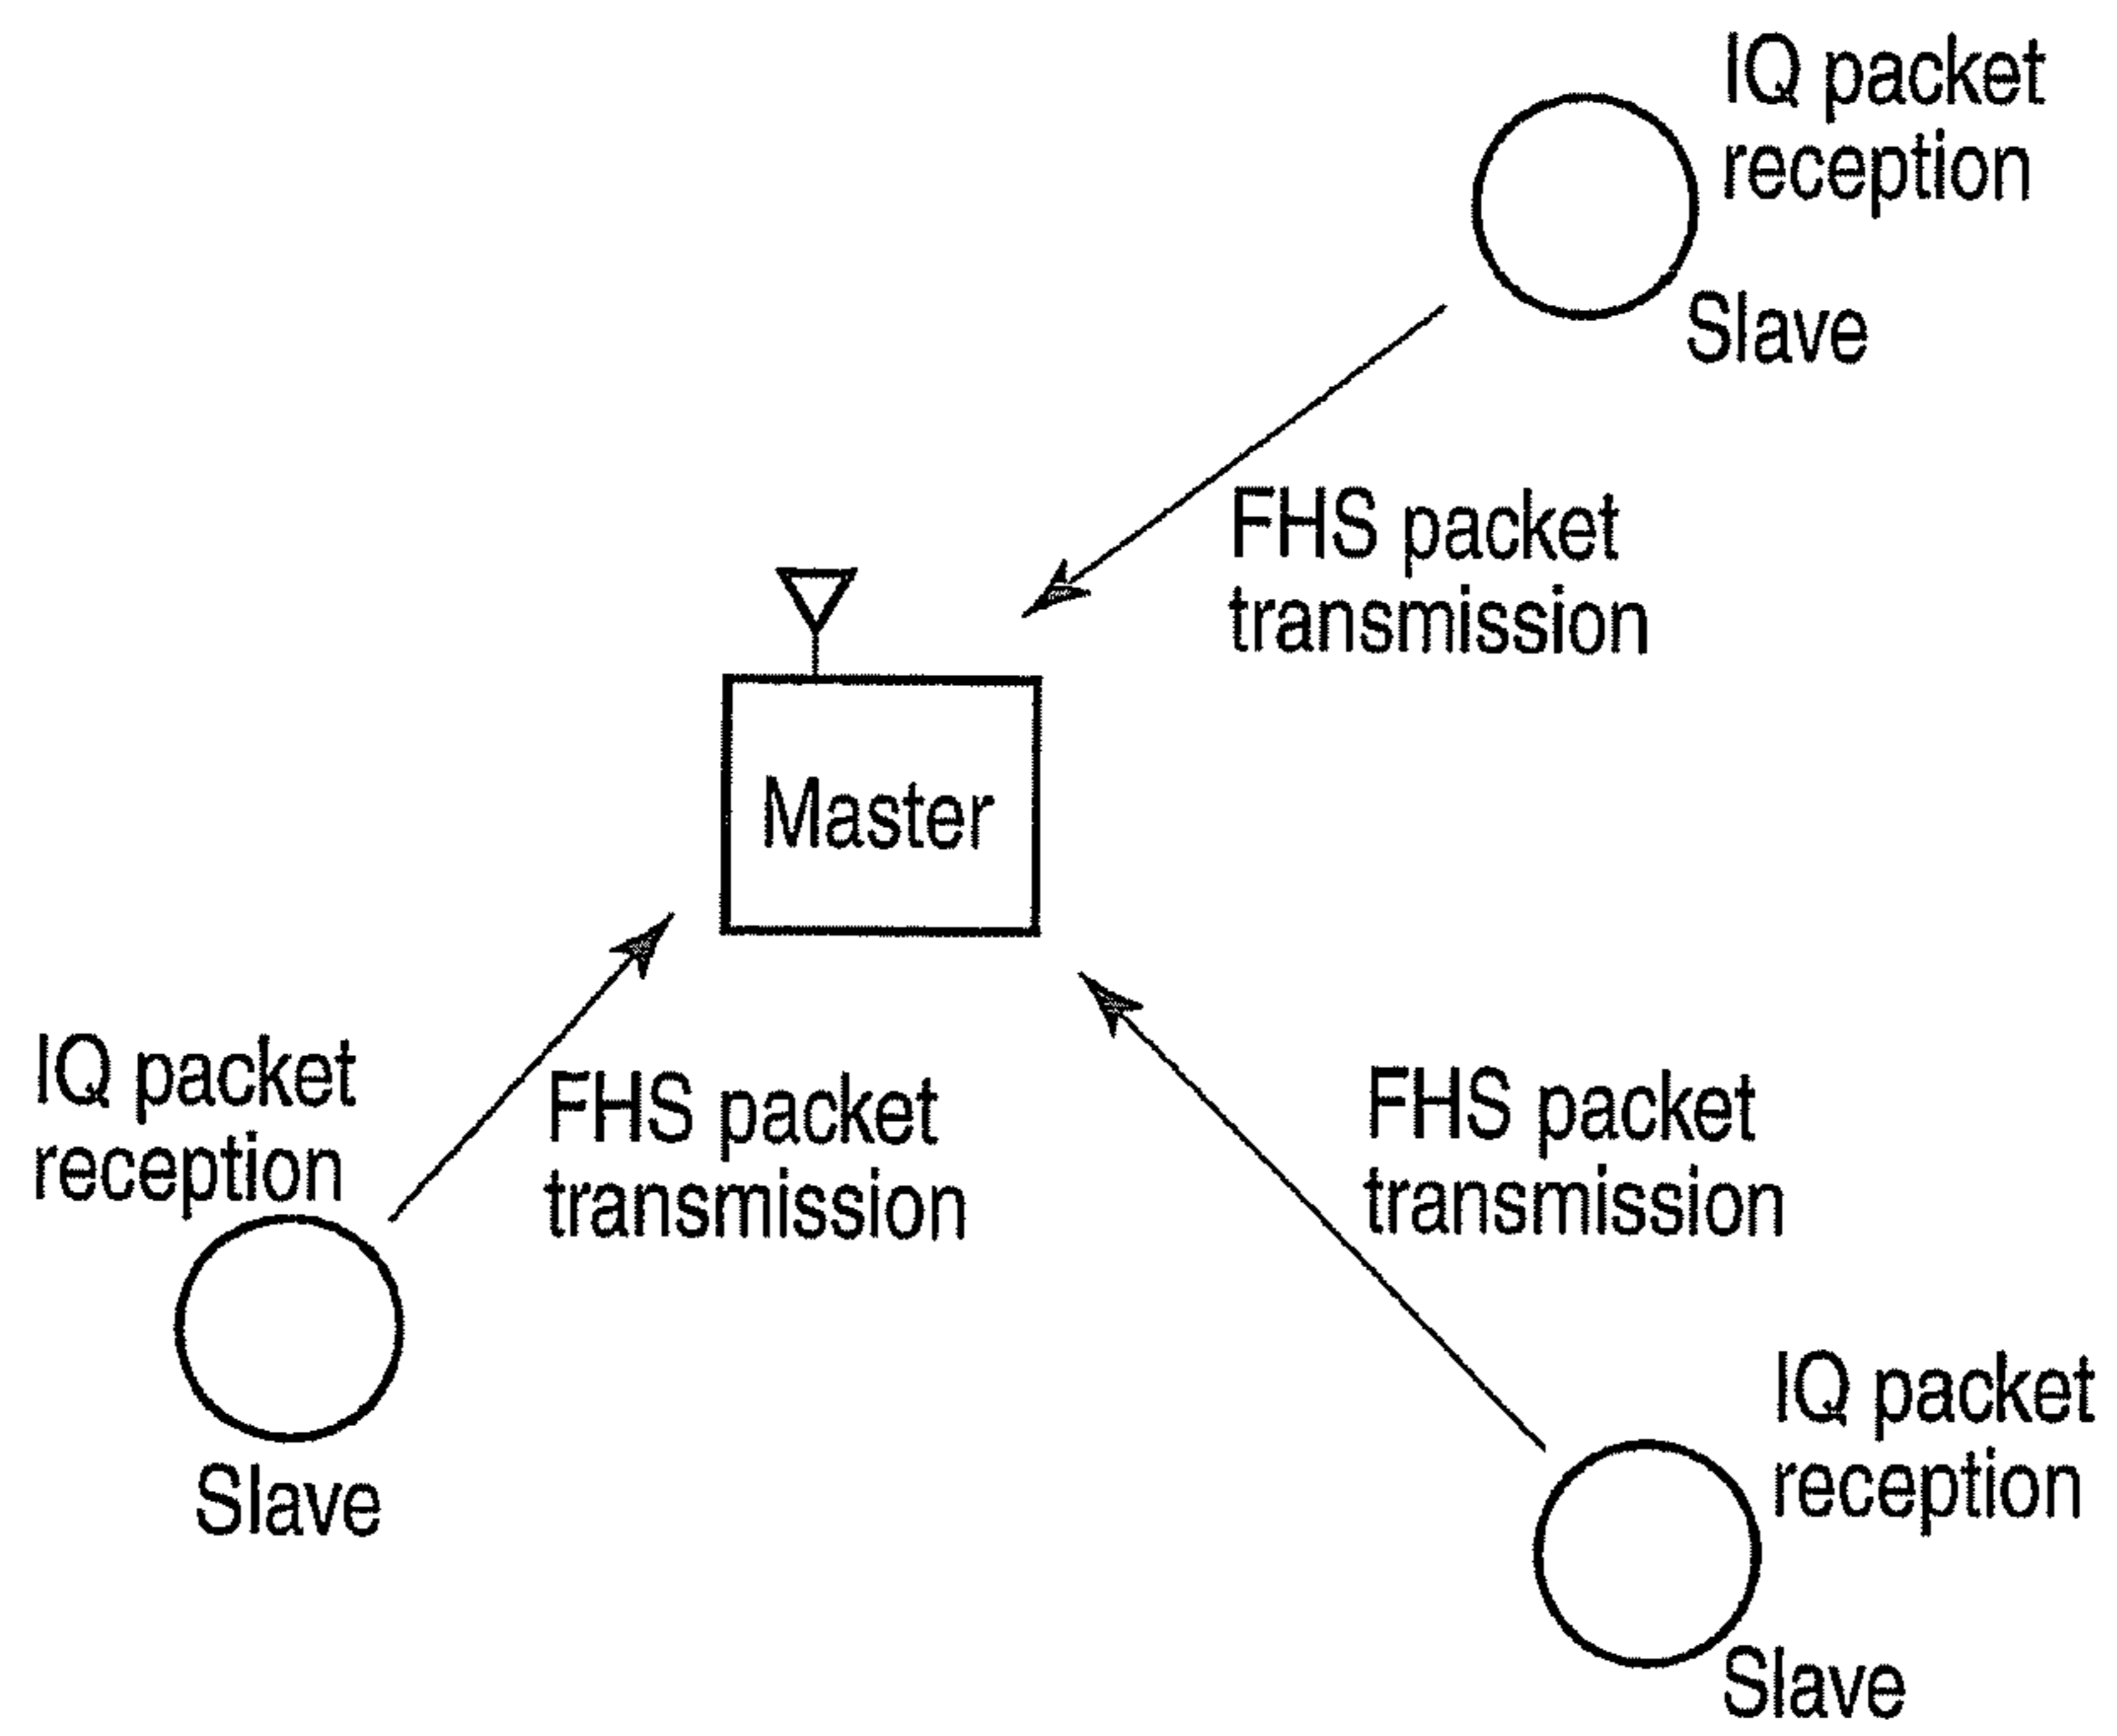 IQ packet
reception
Slave
FHS packet
transmission
Master
IQ packet
reception
FHS packet
transmission
Slave
FHS packet
transmission
IQ packet
reception
Slave